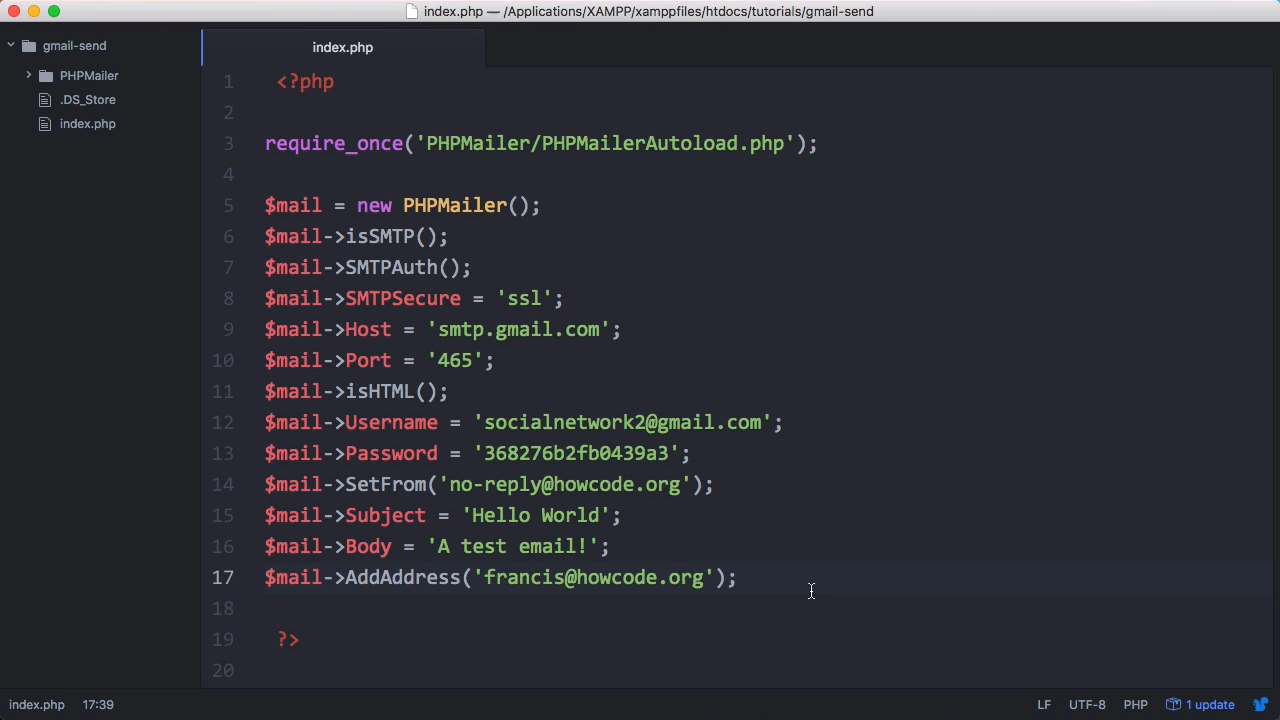 index.php — /Applications/XAMPP/xamppfiles/htdocs/tutorials/gmail-send
gmail-send
PHPMailer
.DS_Store
index.php
index.php
1 <?php
2
3 require_once('PHPMailer/PHPMailerAutoload.php');
4
5 $mail = new PHPMailer();
6 $mail->isSMTP();
7 $mail->SMTPAuth();
8 $mail->SMTPSecure = 'ssl';
9 $mail->Host = 'smtp.gmail.com';
10 $mail->Port = '465';
11 $mail->isHTML();
12 $mail->Username = 'socialnetwork2@gmail.com';
13 $mail->Password = '368276b2fb0439a3';
14 $mail->SetFrom('no-reply@howcode.org');
15 $mail->Subject = 'Hello World';
16 $mail->Body = 'A test email!';
17 $mail->AddAddress('francis@howcode.org');
18
19 ?>
20
index.php 17:39 LF UTF-8 PHP 1 update